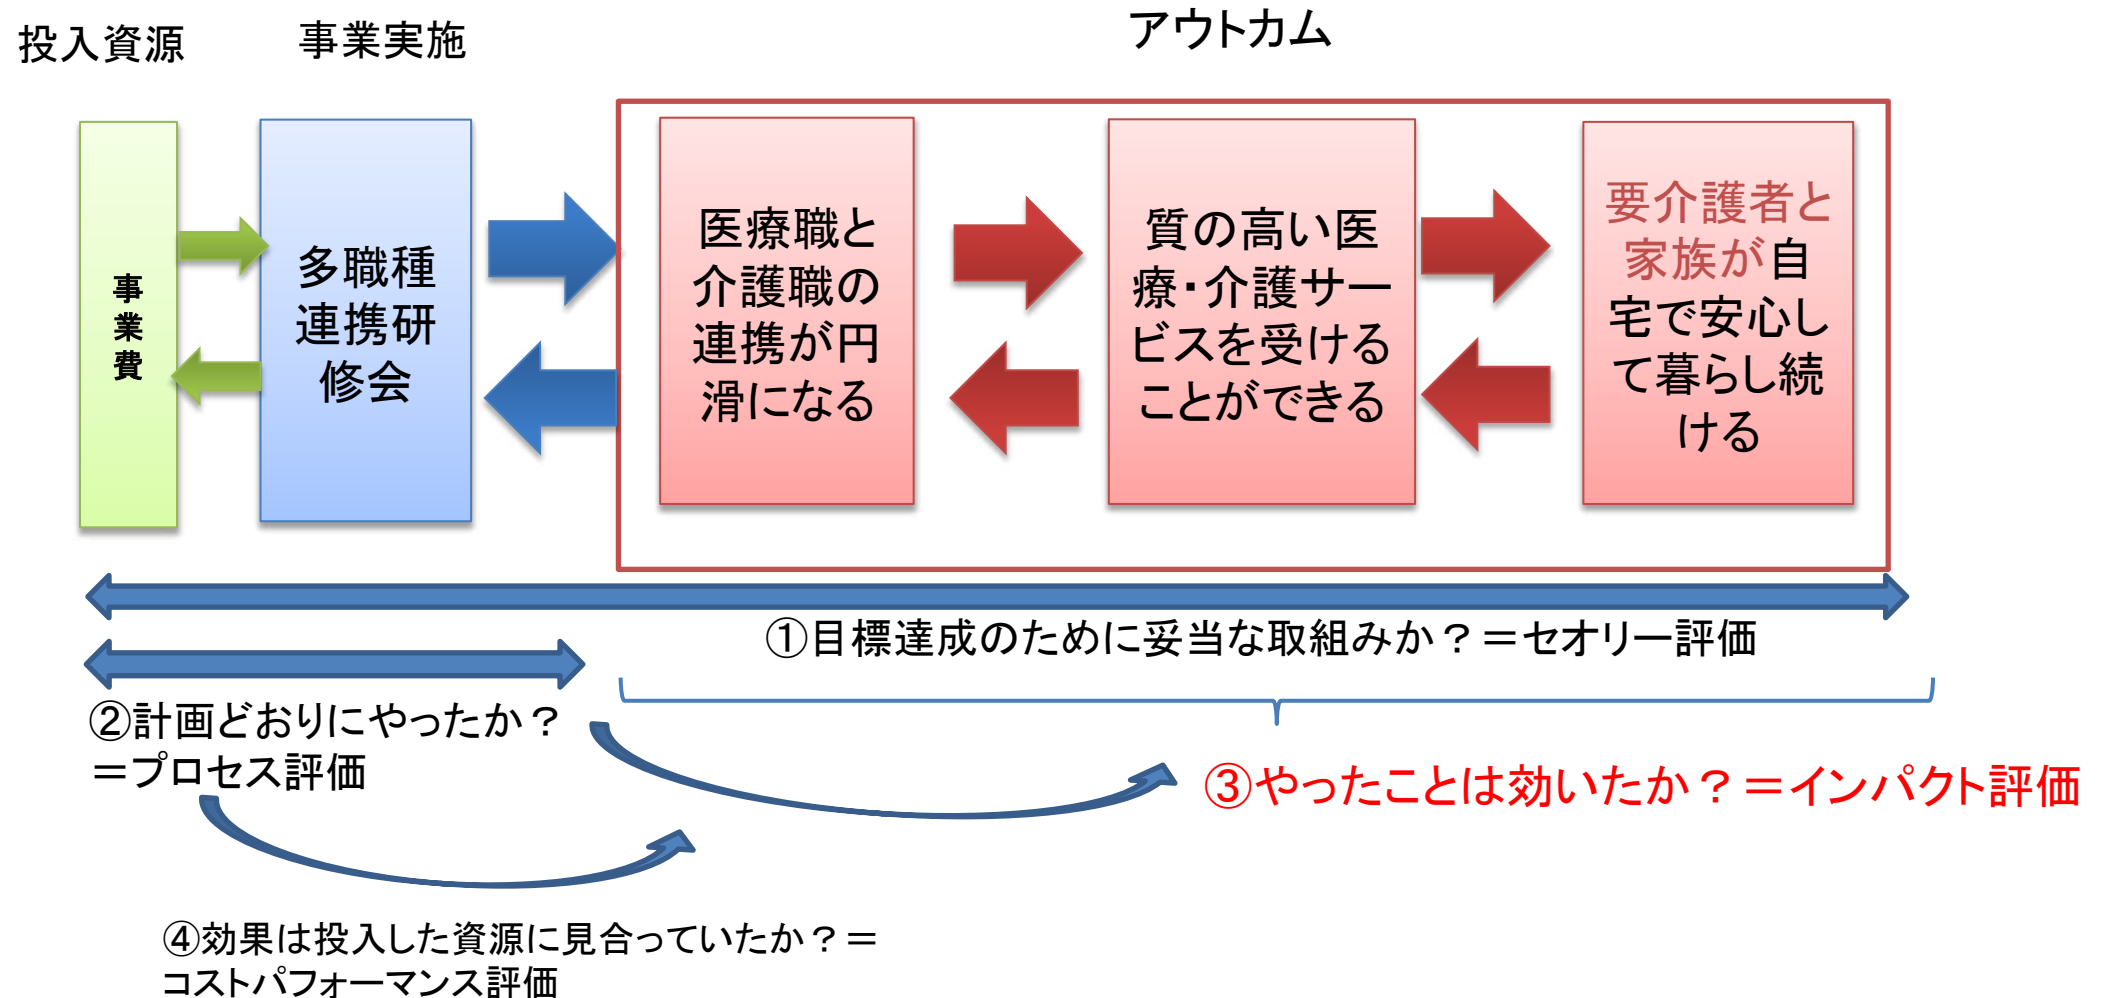 投入資源
事業実施
アウトカム
事
業
費
多職種
連携研
修会
医療職と
介護職の
連携が円
滑になる
質の高い医
療・介護サー
ビスを受ける
ことができる
要介護者と
家族が自
宅で安心し
て暮らし続
ける
①目標達成のために妥当な取組みか？＝セオリー評価
②計画どおりにやったか？
＝プロセス評価
③やったことは効いたか？＝インパクト評価
④効果は投入した資源に見合っていたか？＝
コストパフォーマンス評価